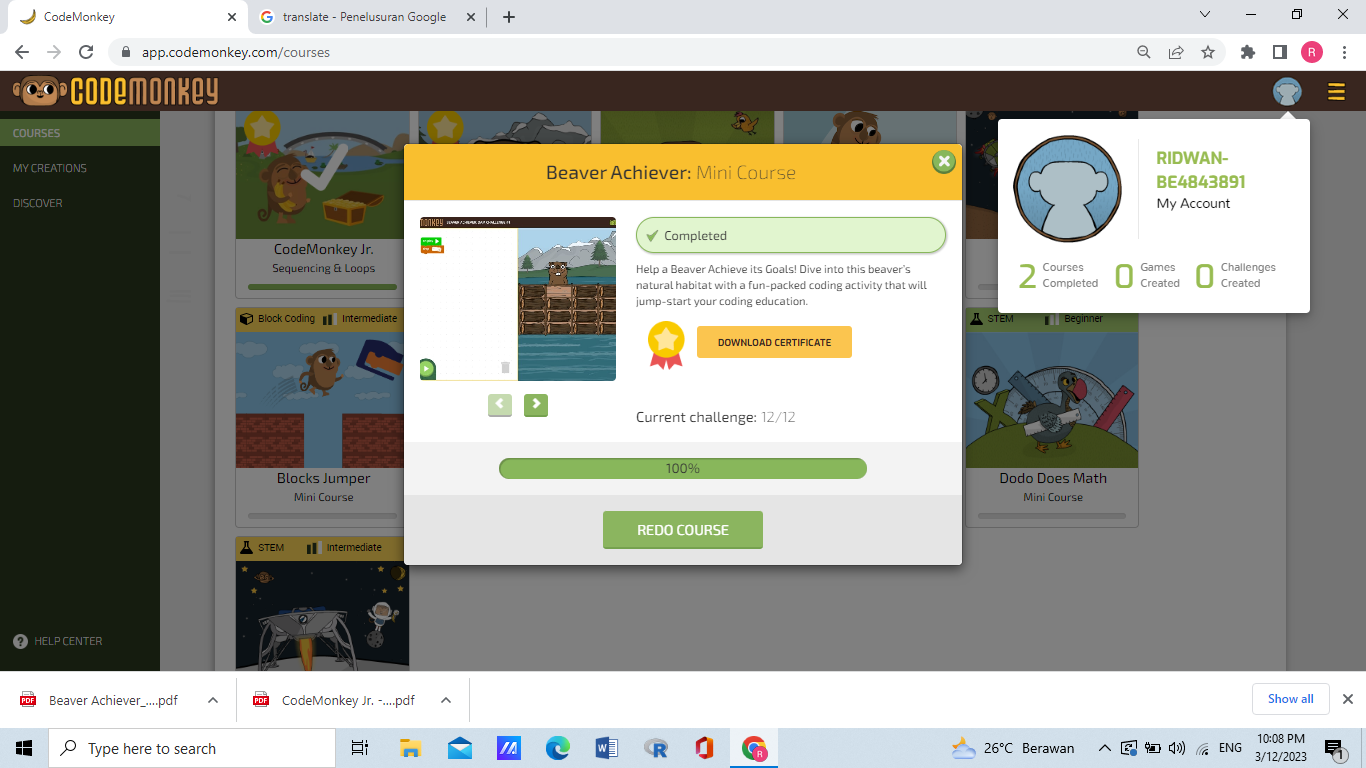 CodeMonkey
translate - Penelusuran Google
app.codemonkey.com/courses
R
CODEMONKEY
COURSES
MY CREATIONS
DISCOVER
HELP CENTER
RIDWAN-
BE4843891
My Account
2 Courses Completed
0 Games Created
0 Challenges Created
CodeMonkey Jr.
Sequencing & Loops
Beaver Achiever: Mini Course
BEAVER ACHIEVER
Completed
Help a Beaver Achieve its Goals! Dive into this beaver's
natural habitat with a fun-packed coding activity that will
jump-start your coding education.
DOWNLOAD CERTIFICATE
Current challenge: 12/12
100%
REDO COURSE
Block Coding Intermediate
Blocks Jumper
Mini Course
STEM Beginner
Dodo Does Math
Mini Course
STEM Intermediate
PDF Beaver Achiever_....pdf
PDF CodeMonkey Jr. -....pdf
Show all
Type here to search
26°C Berawan
ENG
10:08 PM
3/12/2023
1